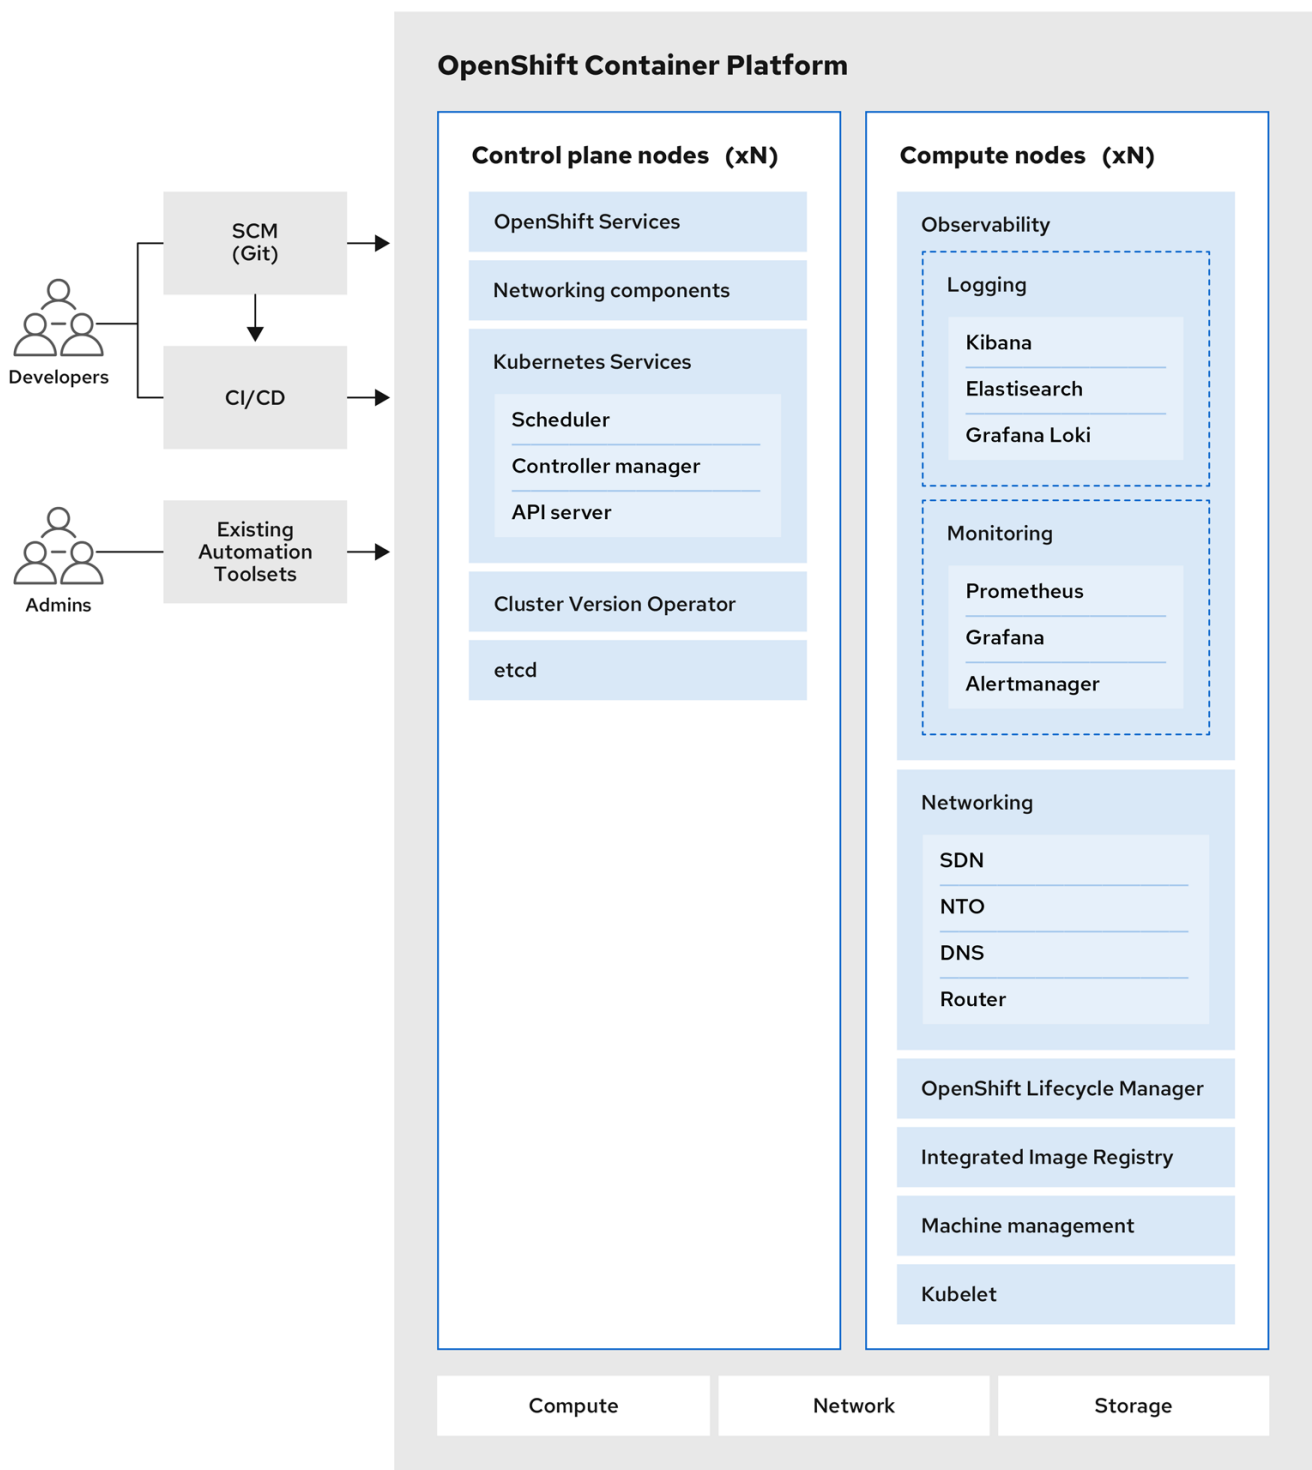 OpenShift Container Platform
Control plane nodes (xN)
OpenShift Services
Networking components
Kubernetes Services
Scheduler
Controller manager
API server
Cluster Version Operator
etcd
Compute nodes (xN)
Observability
Logging
Kibana
Elastisearch
Grafana Loki
Monitoring
Prometheus
Grafana
Alertmanager
Networking
SDN
NTO
DNS
Router
OpenShift Lifecycle Manager
Integrated Image Registry
Machine management
Kubelet
Compute
Network
Storage
Developers
SCM
(Git)
CI/CD
Admins
Existing
Automation
Toolsets